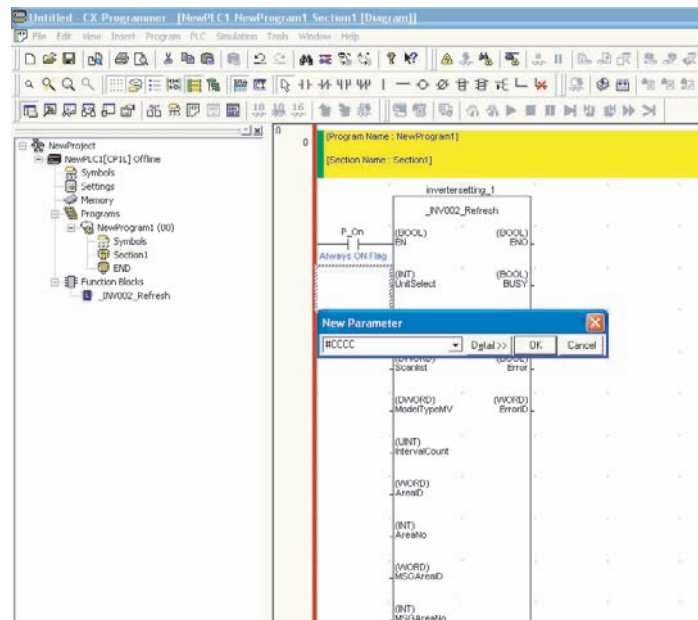 Untitled - CX-Programmer - [NewPLC1.NewProgram1.Section1 [Diagram]]
File Edit View Insert Program PLC Simulation Tools Window Help
NewProject
NewPLC1[CP1L] Offline
Symbols
Settings
Memory
Programs
NewProgram1 (00)
Symbols
Section1
END
Function Blocks
_INV002_Refresh
0
0
[Program Name : NewProgram1]
[Section Name : Section1]
invertersetting_1
_INV002_Refresh
P_On
(BOOL) (BOOL)
EN ENO
Always ON Flag
(INT) (BOOL)
UnitSelect BUSY
New Parameter
#CCCC Detail>> OK Cancel
(DWORD) (BOOL)
Scanlist Error
(DWORD) (WORD)
ModelTypeMV ErrorID
(UINT)
IntervalCount
(WORD)
AreaID
(INT)
AreaNo
(WORD)
MSGAreaID
(INT)
MSGAreaNo